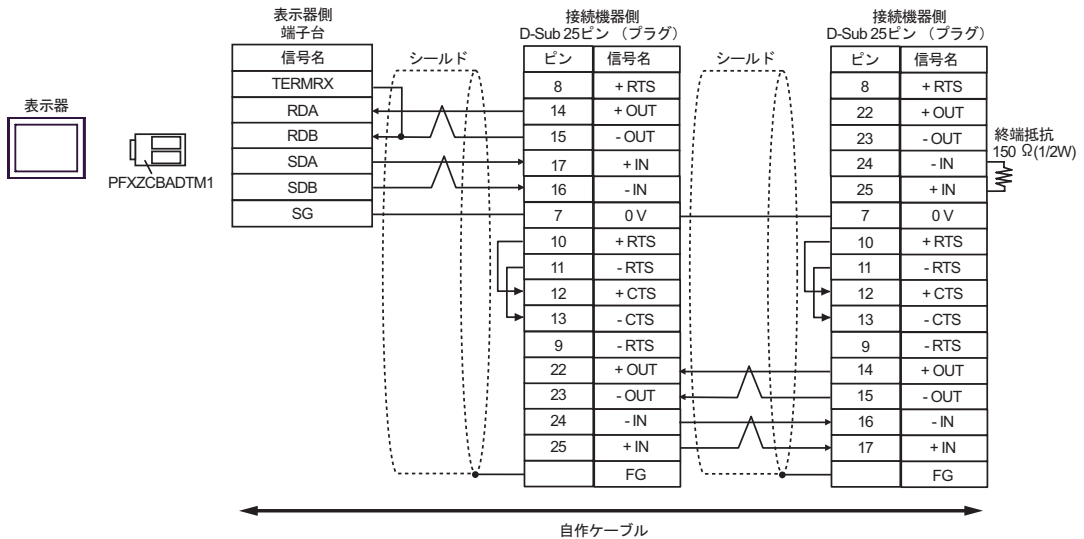 表示器
PFXZCBADTM1
表示器側
端子台
信号名
TERMRX
RDA
RDB
SDA
SDB
SG
シールド
接続機器側
D-Sub 25ピン （プラグ）
ピン 信号名
8 + RTS
14 + OUT
15 - OUT
17 + IN
16 - IN
7 0 V
10 + RTS
11 - RTS
12 + CTS
13 - CTS
9 - RTS
22 + OUT
23 - OUT
24 - IN
25 + IN
FG
シールド
接続機器側
D-Sub 25ピン （プラグ）
ピン 信号名
8 + RTS
22 + OUT
23 - OUT
24 - IN
25 + IN
7 0 V
10 + RTS
11 - RTS
12 + CTS
13 - CTS
9 - RTS
14 + OUT
15 - OUT
16 - IN
17 + IN
FG
終端抵抗
150 Ω(1/2W)
自作ケーブル